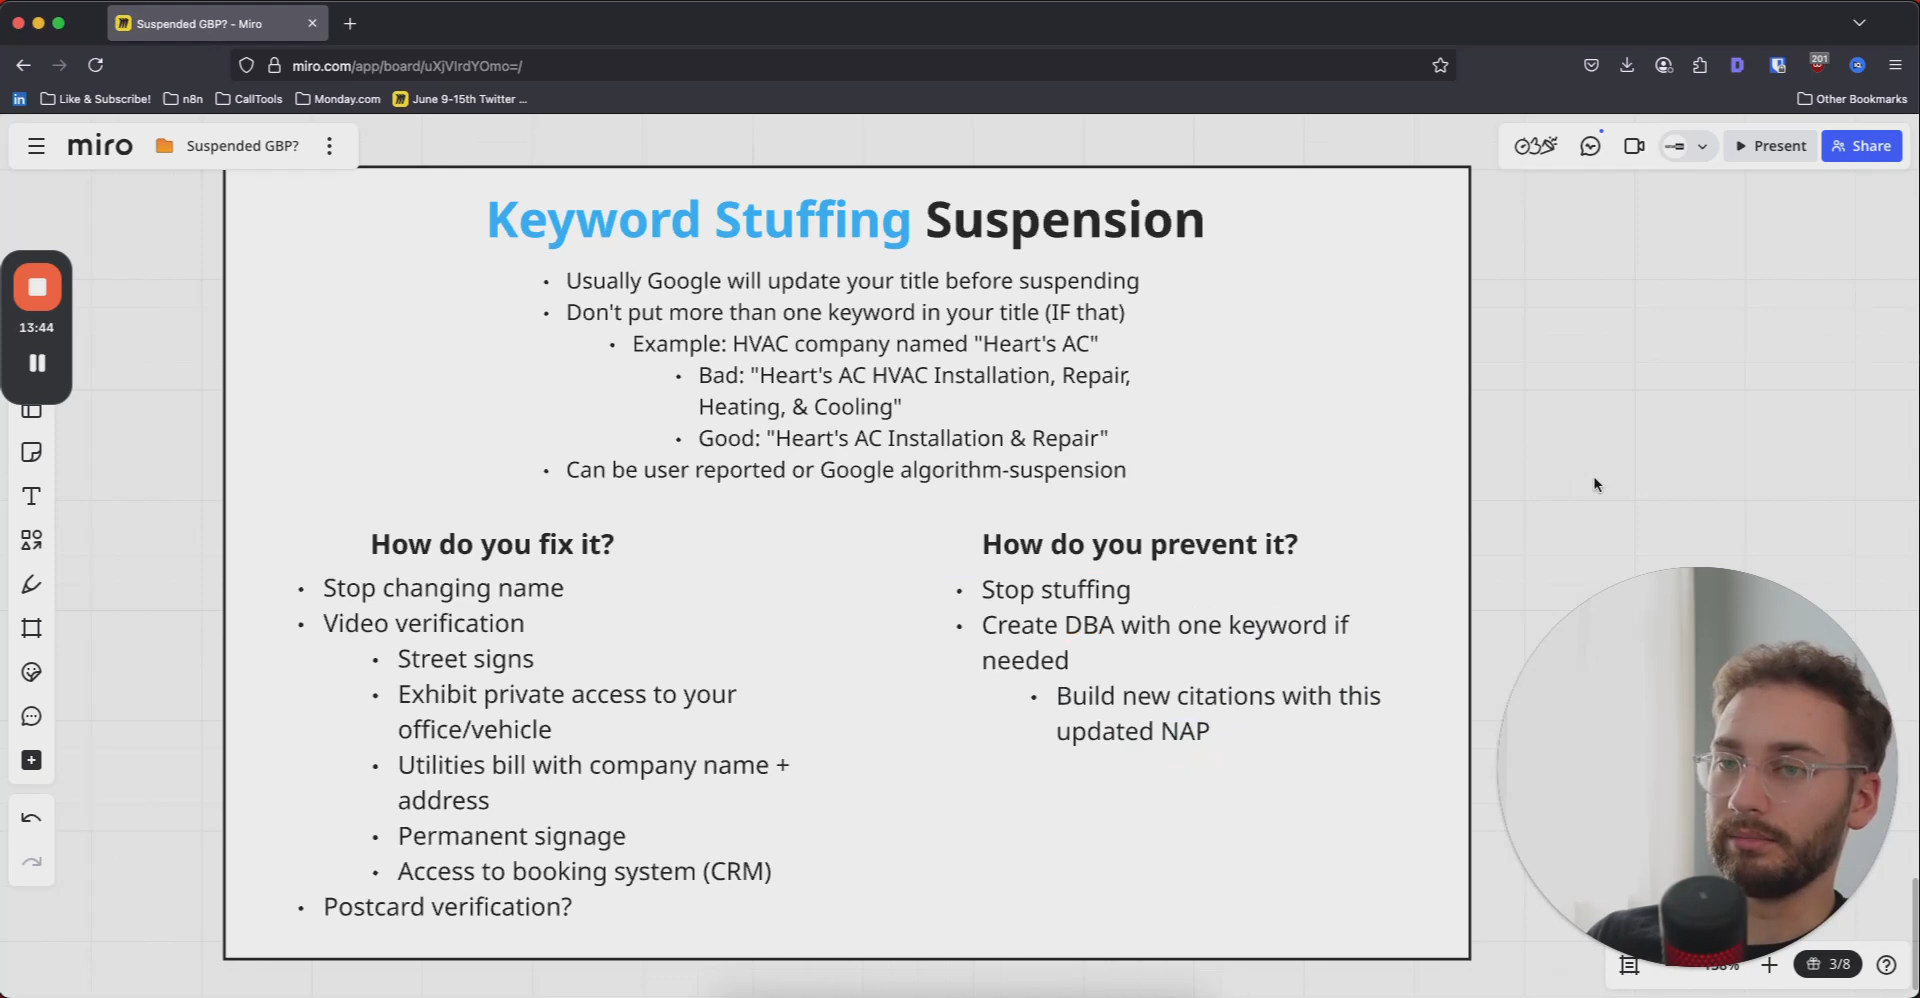 Suspended GBP? - Miro
miro.com/app/board/uXjVIrdYOmo=/
201
Like & Subscribe!
n8n
CallTools
Monday.com
June 9-15th Twitter ...
Other Bookmarks
miro
Suspended GBP?
Present
Share
13:44
Keyword Stuffing Suspension
• Usually Google will update your title before suspending
• Don't put more than one keyword in your title (IF that)
• Example: HVAC company named "Heart's AC"
• Bad: "Heart's AC HVAC Installation, Repair,
Heating, & Cooling"
• Good: "Heart's AC Installation & Repair"
• Can be user reported or Google algorithm-suspension
How do you fix it?
• Stop changing name
• Video verification
• Street signs
• Exhibit private access to your
office/vehicle
• Utilities bill with company name +
address
• Permanent signage
• Access to booking system (CRM)
• Postcard verification?
How do you prevent it?
• Stop stuffing
• Create DBA with one keyword if
needed
• Build new citations with this
updated NAP
3/8